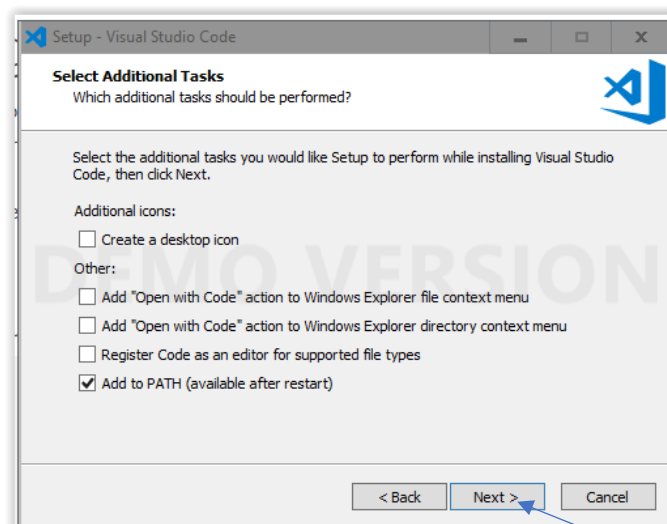 Setup - Visual Studio Code
Select Additional Tasks
Which additional tasks should be performed?
Select the additional tasks you would like Setup to perform while installing Visual Studio
Code, then click Next.
Additional icons:
Create a desktop icon
DEMO VERSION
Other:
Add "Open with Code" action to Windows Explorer file context menu
Add "Open with Code" action to Windows Explorer directory context menu
Register Code as an editor for supported file types
Add to PATH (available after restart)
< Back Next > Cancel